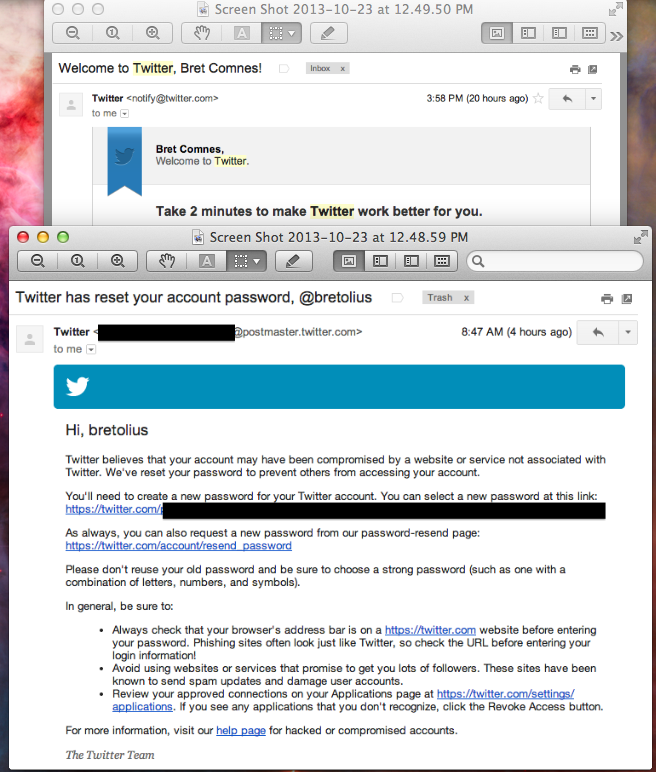 Screen Shot 2013-10-23 at 12.49.50 PM
Welcome to Twitter, Bret Comnes! Inbox x
Twitter <notify@twitter.com> 3:58 PM (20 hours ago)
to me
Bret Comnes,
Welcome to Twitter.
Take 2 minutes to make Twitter work better for you.
Screen Shot 2013-10-23 at 12.48.59 PM
Twitter has reset your account password, @bretolius Trash x
Twitter < @postmaster.twitter.com> 8:47 AM (4 hours ago)
to me
Hi, bretolius
Twitter believes that your account may have been compromised by a website or service not associated with
Twitter. We've reset your password to prevent others from accessing your account.
You'll need to create a new password for your Twitter account. You can select a new password at this link:
https://twitter.com/
As always, you can also request a new password from our password-resend page:
https://twitter.com/account/resend_password
Please don't reuse your old password and be sure to choose a strong password (such as one with a
combination of letters, numbers, and symbols).
In general, be sure to:
• Always check that your browser's address bar is on a https://twitter.com website before entering
your password. Phishing sites often look just like Twitter, so check the URL before entering your
login information!
• Avoid using websites or services that promise to get you lots of followers. These sites have been
known to send spam updates and damage user accounts.
• Review your approved connections on your Applications page at https://twitter.com/settings/
applications. If you see any applications that you don't recognize, click the Revoke Access button.
For more information, visit our help page for hacked or compromised accounts.
The Twitter Team